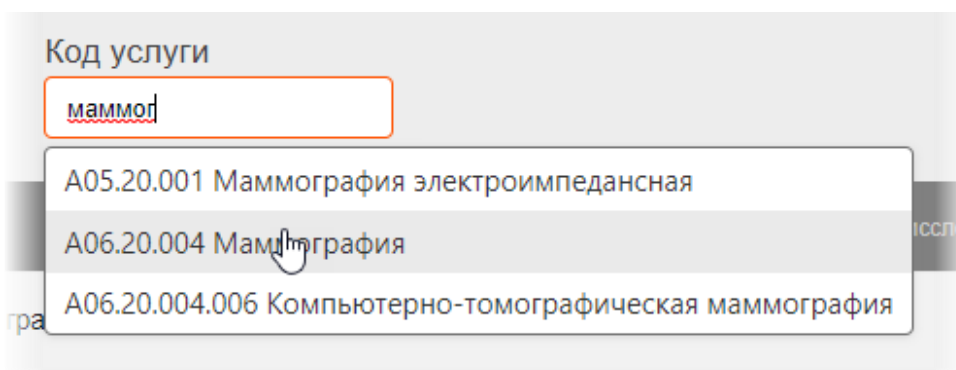 Код услуги
маммог
A05.20.001 Маммография электроимпедансная
A06.20.004 Маммография
A06.20.004.006 Компьютерно-томографическая маммография